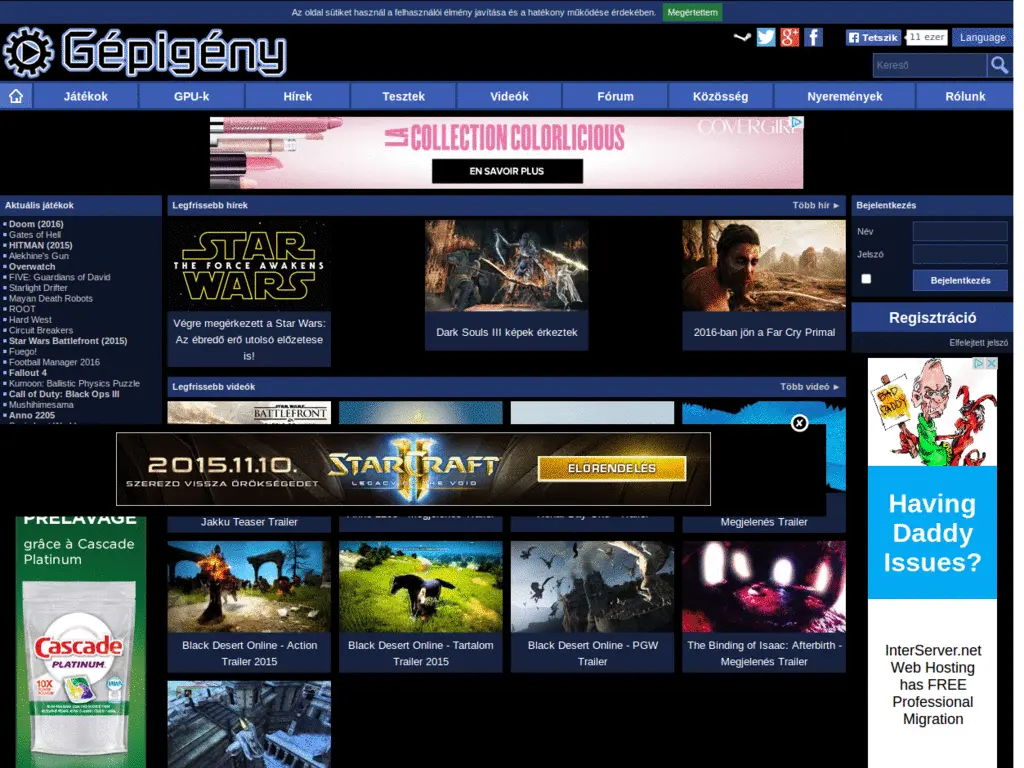 Az oldal sütiket használ a felhasználói élmény javítása és a hatékony működése érdekében. Megértettem
Gépigény
Tetszik 11 ezer Language
Kereső
Játékok GPU-k Hírek Tesztek Videók Fórum Közösség Nyeremények Rólunk
LA COLLECTION COLORLICIOUS
COVERGIRL
EN SAVOIR PLUS
Aktuális játékok
Doom (2016)
Gates of Hell
HITMAN (2015)
Alekhine's Gun
Overwatch
FIVE: Guardians of David
Starlight Drifter
Mayan Death Robots
ROOT
Hard West
Circuit Breakers
Star Wars Battlefront (2015)
Fuego!
Football Manager 2016
Fallout 4
Kumoon: Ballistic Physics Puzzle
Call of Duty: Black Ops III
Mushihimesama
Anno 2205
Legfrissebb hírek Több hír ►
STAR WARS
THE FORCE AWAKENS
Végre megérkezett a Star Wars:
Az ébredő erő utolsó előzetese
is!
Dark Souls III képek érkeztek
2016-ban jön a Far Cry Primal
Bejelentkezés
Név
Jelszó
Bejelentkezés
Regisztráció
Elfelejtett jelszó
Legfrissebb videók Több videó ►
BATTLEFRONT
2015.11.10.
SZEREZD VISSZA ÖRÖKSÉGEDET
STARCRAFT II
LEGACY OF THE VOID
ELŐRENDELÉS
Jakku Teaser Trailer
Megjelenés Trailer
Black Desert Online - Action
Trailer 2015
Black Desert Online - Tartalom
Trailer 2015
Black Desert Online - PGW
Trailer
The Binding of Isaac: Afterbirth -
Megjelenés Trailer
PRÉLAVAGE
grâce à Cascade
Platinum
Cascade
PLATINUM
10X
BAD
DADDY
Having
Daddy
Issues?
InterServer.net
Web Hosting
has FREE
Professional
Migration